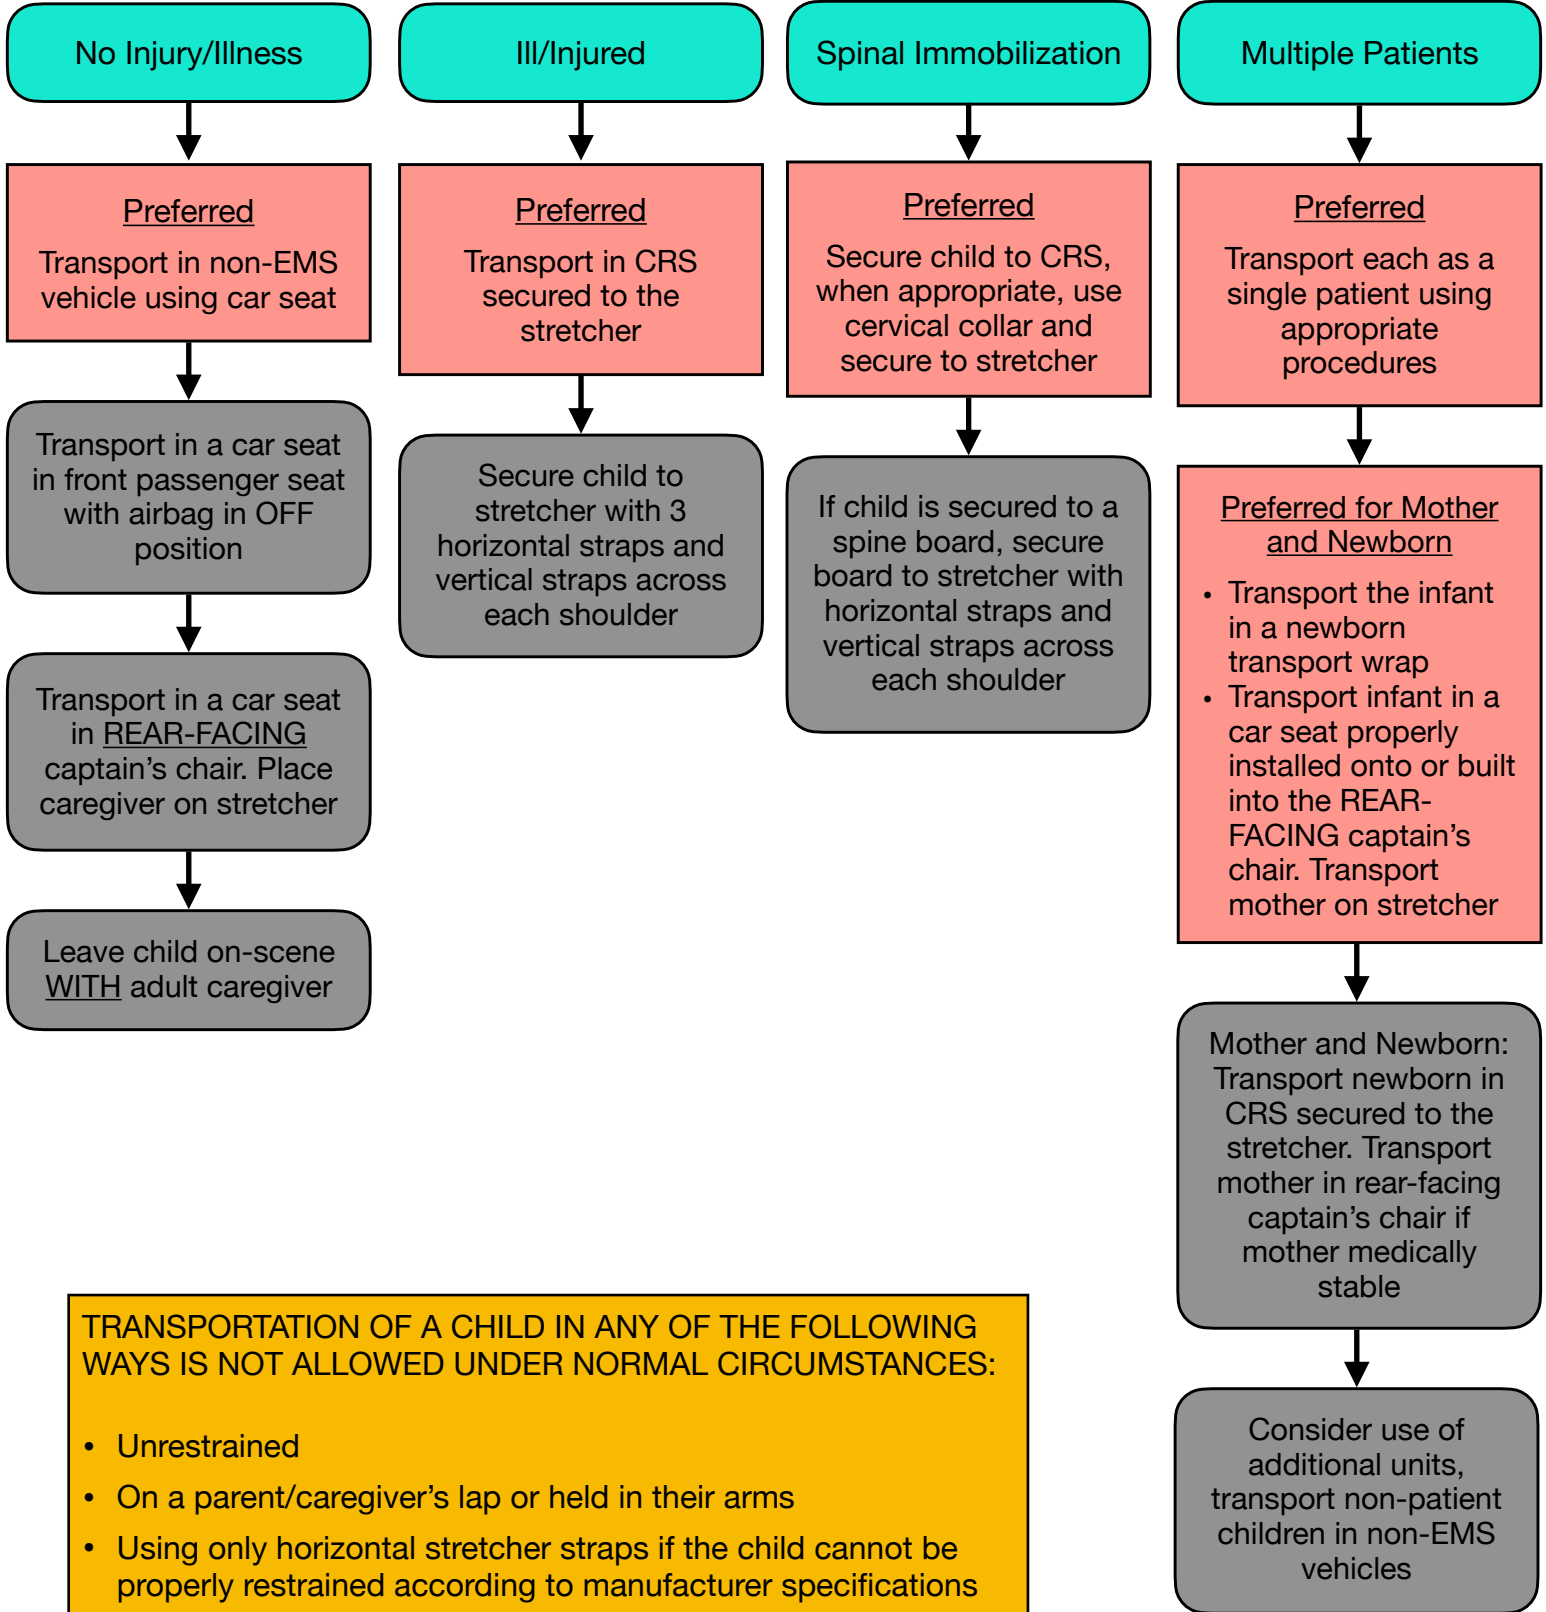 No Injury/Illness
Preferred
Transport in non-EMS
vehicle using car seat
Transport in a car seat
in front passenger seat
with airbag in OFF
position
Transport in a car seat
in REAR-FACING
captain’s chair. Place
caregiver on stretcher
Leave child on-scene
WITH adult caregiver
Ill/Injured
Preferred
Transport in CRS
secured to the
stretcher
Secure child to
stretcher with 3
horizontal straps and
vertical straps across
each shoulder
Spinal Immobilization
Preferred
Secure child to CRS,
when appropriate, use
cervical collar and
secure to stretcher
If child is secured to a
spine board, secure
board to stretcher with
horizontal straps and
vertical straps across
each shoulder
Multiple Patients
Preferred
Transport each as a
single patient using
appropriate
procedures
Preferred for Mother
and Newborn
• Transport the infant
in a newborn
transport wrap
• Transport infant in a
car seat properly
installed onto or built
into the REAR-
FACING captain’s
chair. Transport
mother on stretcher
Mother and Newborn:
Transport newborn in
CRS secured to the
stretcher. Transport
mother in rear-facing
captain’s chair if
mother medically
stable
Consider use of
additional units,
transport non-patient
children in non-EMS
vehicles
TRANSPORTATION OF A CHILD IN ANY OF THE FOLLOWING
WAYS IS NOT ALLOWED UNDER NORMAL CIRCUMSTANCES:
• Unrestrained
• On a parent/caregiver’s lap or held in their arms
• Using only horizontal stretcher straps if the child cannot be
properly restrained according to manufacturer specifications